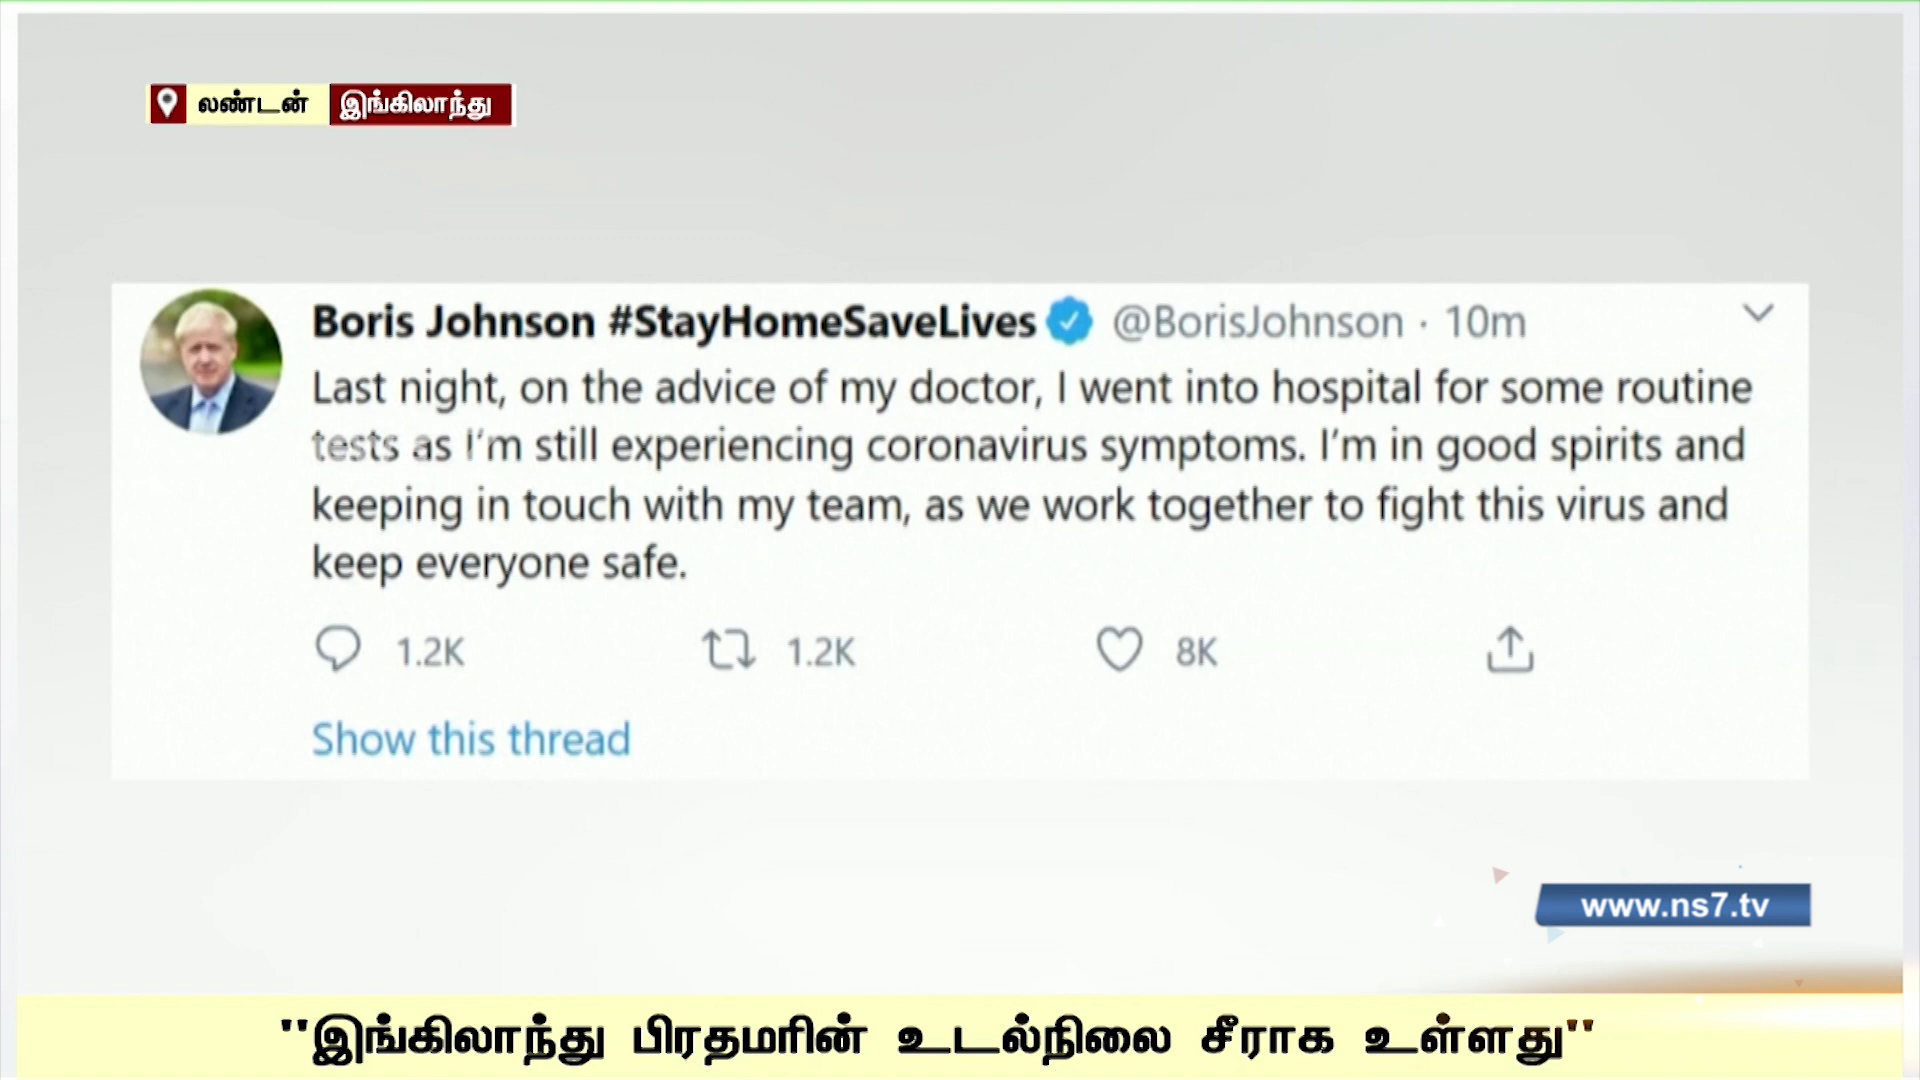 லண்டன் இங்கிலாந்து
Boris Johnson #StayHomeSaveLives @BorisJohnson · 10m
Last night, on the advice of my doctor, I went into hospital for some routine
tests as I’m still experiencing coronavirus symptoms. I’m in good spirits and
keeping in touch with my team, as we work together to fight this virus and
keep everyone safe.
1.2K 1.2K 8K
Show this thread
www.ns7.tv
"இங்கிலாந்து பிரதமரின் உடல்நிலை சீராக உள்ளது"